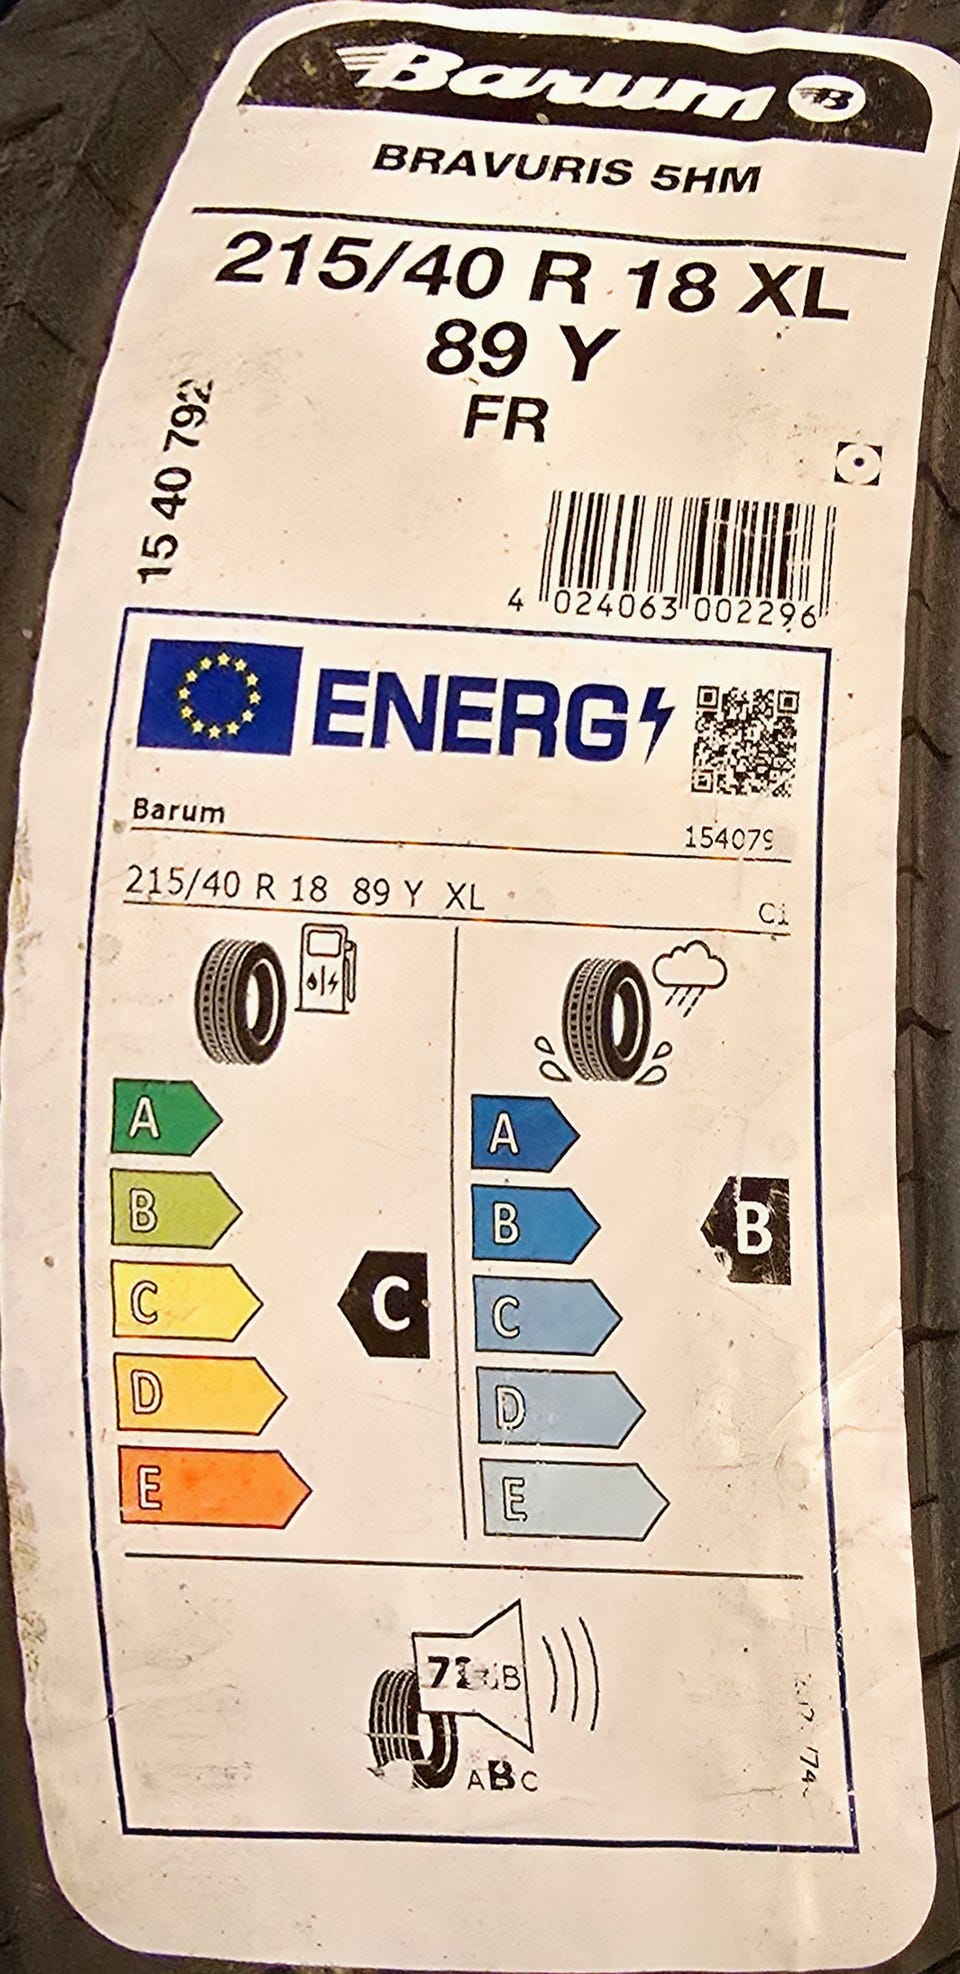 Barum B
BRAVURIS 5HM
215/40 R 18 XL
89 Y
FR
15 40 792
4 024063 002296
ENERG
Barum
154079
215/40 R 18 89 Y XL
C1
A
B
C
D
E
C
A
B
C
D
E
B
dB
ABC